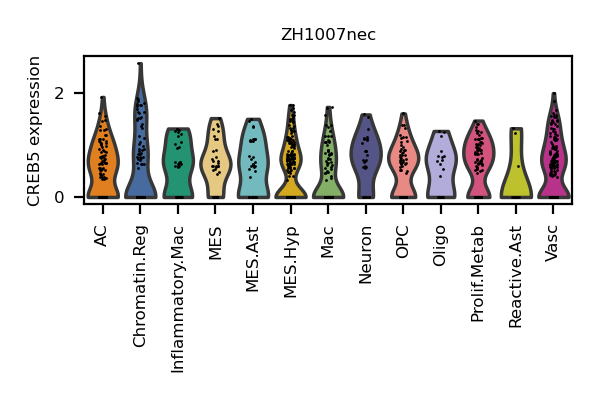 ZH1007nec
CREB5 expression
2
0
AC
Chromatin.Reg
Inflammatory.Mac
MES
MES.Ast
MES.Hyp
Mac
Neuron
OPC
Oligo
Prolif.Metab
Reactive.Ast
Vasc